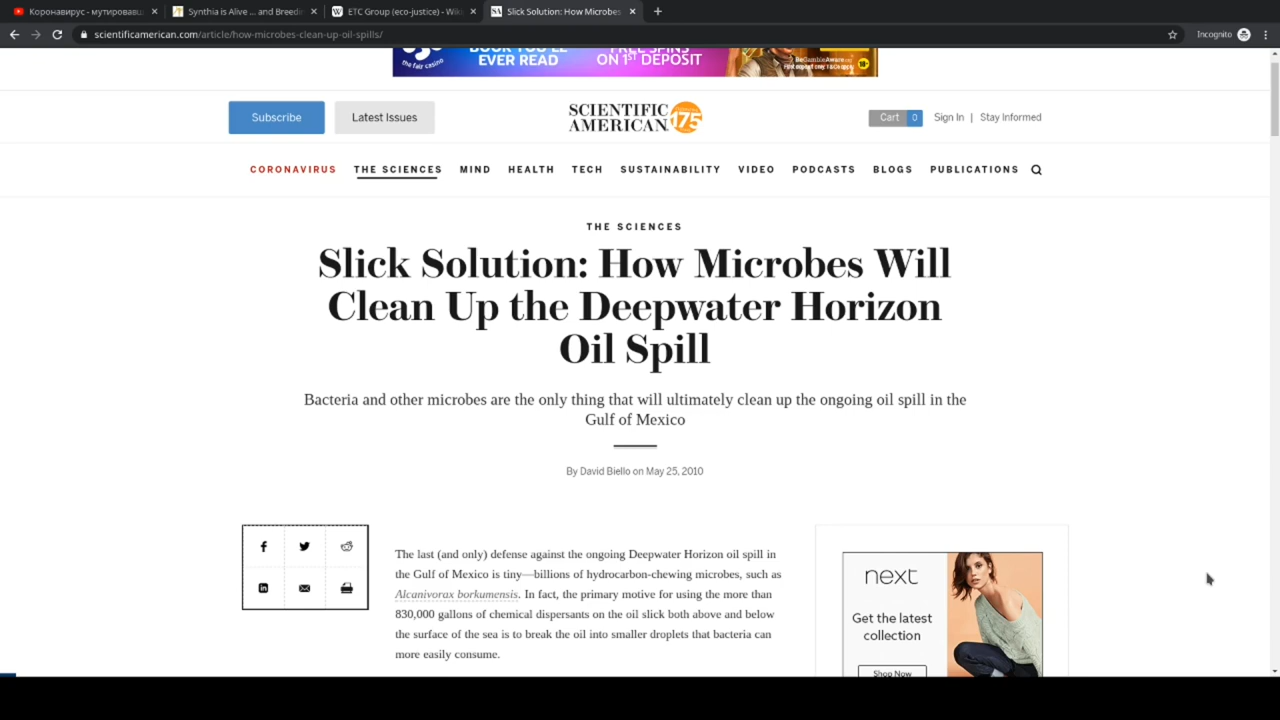 Коронавирус - мутировавш
Synthia is Alive ... and Breedi
ETC Group (eco-justice) - Wiki
Slick Solution: How Microbes
scientificamerican.com/article/how-microbes-clean-up-oil-spills/
Incognito
the fair casino
BOOK YOU'LL
EVER READ
FREE SPINS
ON 1ST DEPOSIT
BeGambleAware.org
18+
Subscribe
Latest Issues
SCIENTIFIC
AMERICAN
175
Cart 0
Sign In | Stay Informed
CORONAVIRUS THE SCIENCES MIND HEALTH TECH SUSTAINABILITY VIDEO PODCASTS BLOGS PUBLICATIONS
THE SCIENCES
Slick Solution: How Microbes Will
Clean Up the Deepwater Horizon
Oil Spill
Bacteria and other microbes are the only thing that will ultimately clean up the ongoing oil spill in the
Gulf of Mexico
By David Biello on May 25, 2010
The last (and only) defense against the ongoing Deepwater Horizon oil spill in
the Gulf of Mexico is tiny—billions of hydrocarbon-chewing microbes, such as
Alcanivorax borkumensis. In fact, the primary motive for using the more than
830,000 gallons of chemical dispersants on the oil slick both above and below
the surface of the sea is to break the oil into smaller droplets that bacteria can
more easily consume.
next
Get the latest
collection
Shop Now